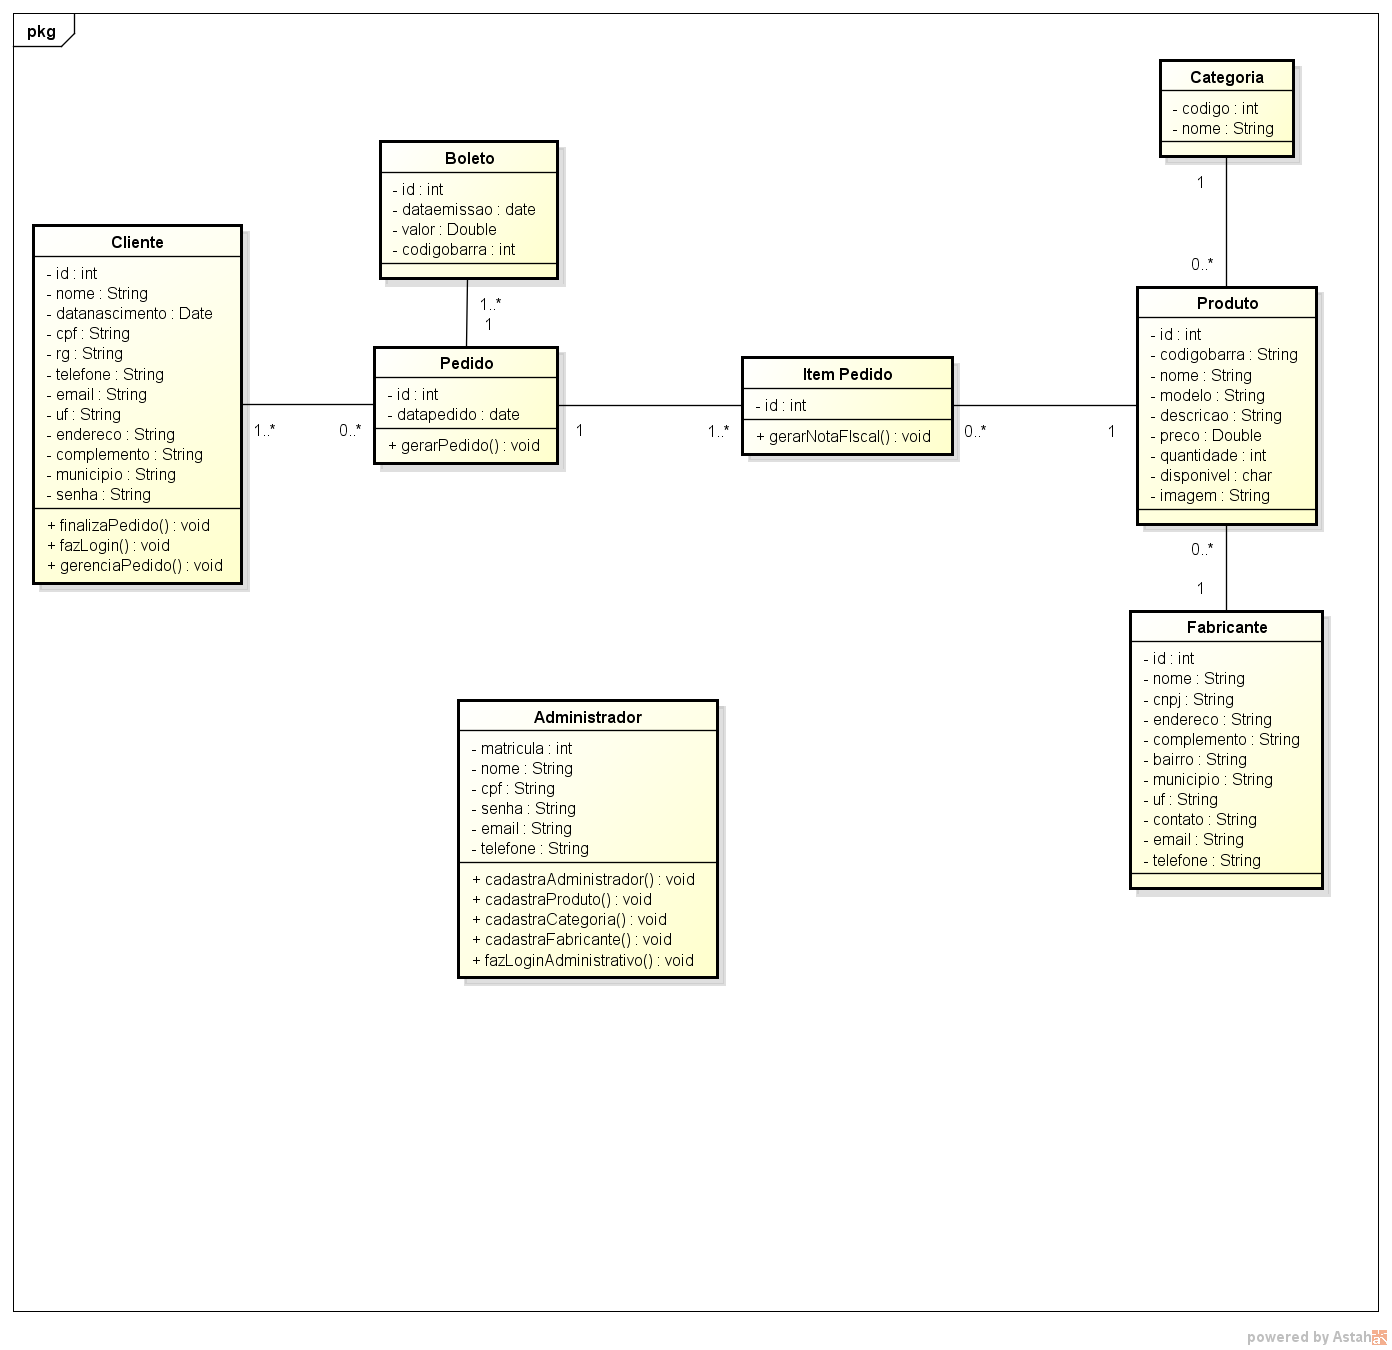 pkg
Categoria
- codigo : int
- nome : String
1
0..*
Boleto
- id : int
- dataemissao : date
- valor : Double
- codigobarra : int
1..*
1
Cliente
- id : int
- nome : String
- datanascimento : Date
- cpf : String
- rg : String
- telefone : String
- email : String
- uf : String
- endereco : String
- complemento : String
- municipio : String
- senha : String
+ finalizaPedido() : void
+ fazLogin() : void
+ gerenciaPedido() : void
1..*
0..*
Pedido
- id : int
- datapedido : date
+ gerarPedido() : void
1
1..*
Item Pedido
- id : int
+ gerarNotaFIscal() : void
0..*
1
Produto
- id : int
- codigobarra : String
- nome : String
- modelo : String
- descricao : String
- preco : Double
- quantidade : int
- disponivel : char
- imagem : String
0..*
1
Fabricante
- id : int
- nome : String
- cnpj : String
- endereco : String
- complemento : String
- bairro : String
- municipio : String
- uf : String
- contato : String
- email : String
- telefone : String
Administrador
- matricula : int
- nome : String
- cpf : String
- senha : String
- email : String
- telefone : String
+ cadastraAdministrador() : void
+ cadastraProduto() : void
+ cadastraCategoria() : void
+ cadastraFabricante() : void
+ fazLoginAdministrativo() : void
powered by Astah